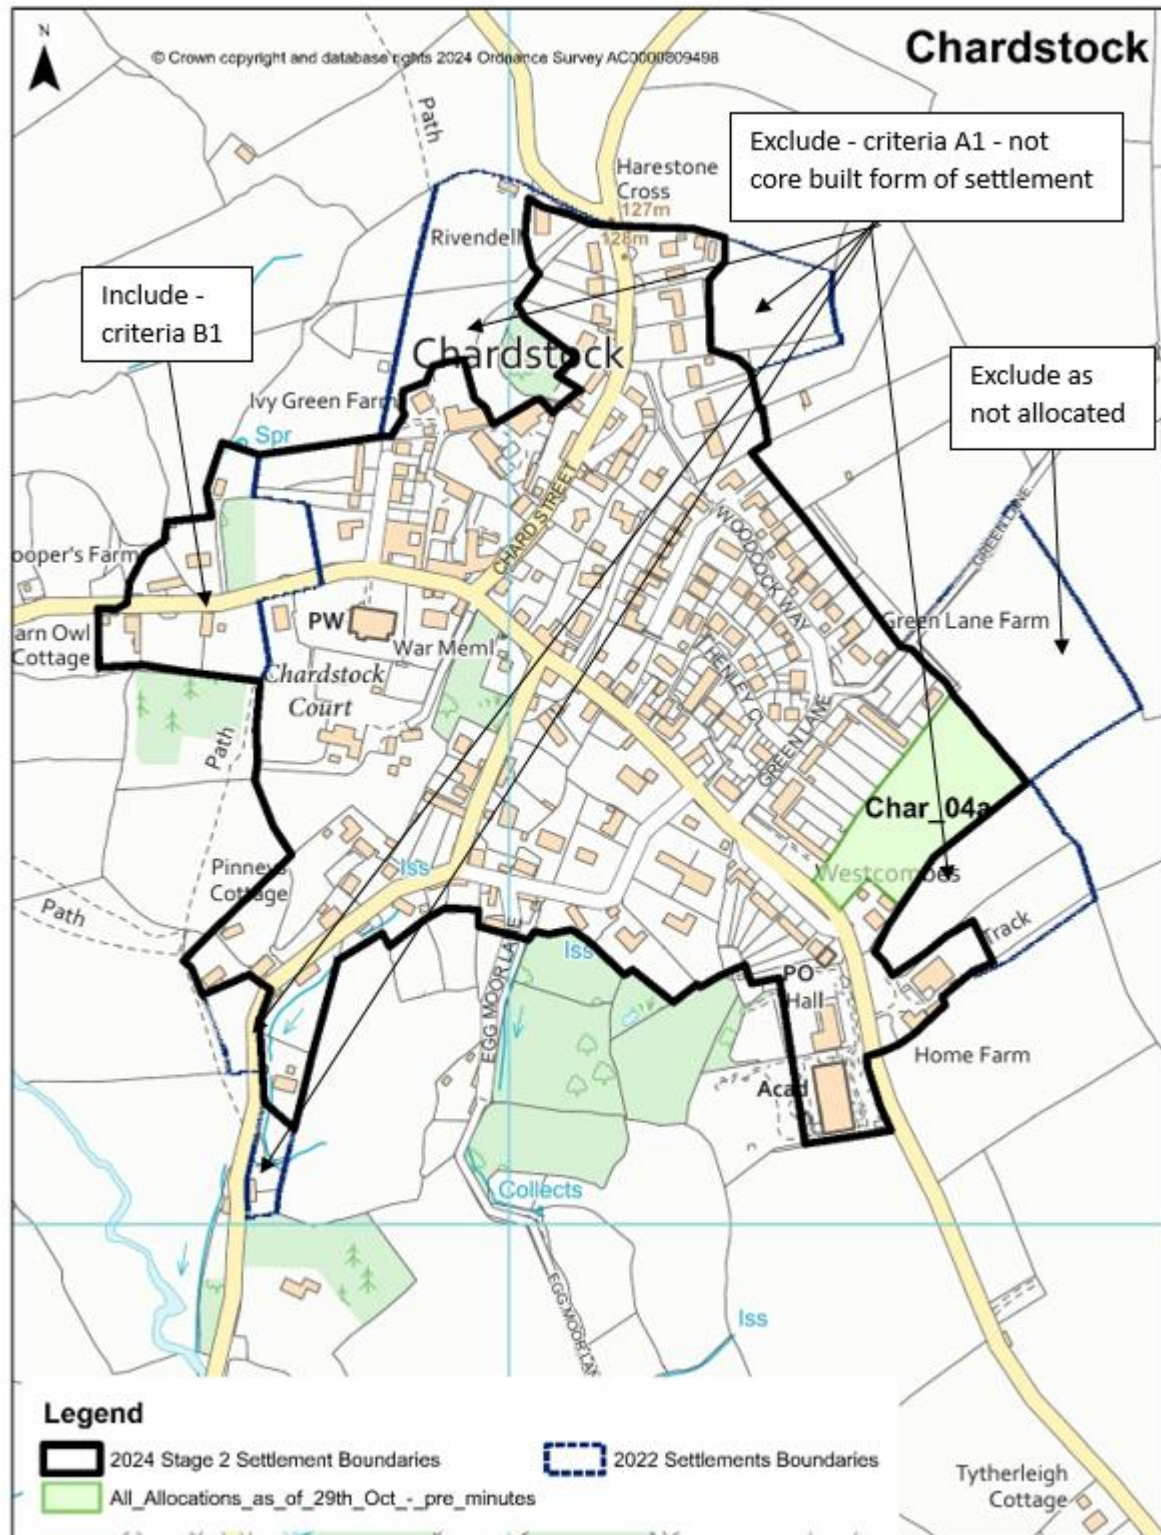 N
© Crown copyright and database rights 2024 Ordnance Survey AC0000809498
Chardstock
Path
Exclude - criteria A1 - not
core built form of settlement
Harestone
Cross
127m
128m
Rivendell
Include -
criteria B1
Chardstock
Exclude as
not allocated
Ivy Green Farm
Spr
CHARD STREET
WOODCOCK WAY
GREEN LANE
ooper's Farm
Green Lane Farm
PW
War Meml
arn Owl
Cottage
Chardstock
Court
HENLEY C
Path
GREEN LANE
Char_04a
Pinneys
Cottage
Iss
Westcombes
Path
Track
EGG MOOR LANE
Iss
PO
Hall
Home Farm
Acad
Collects
EGG MOOR LAN
Iss
Legend
2024 Stage 2 Settlement Boundaries
2022 Settlements Boundaries
All_Allocations_as_of_29th_Oct_-_pre_minutes
Tytherleigh
Cottage